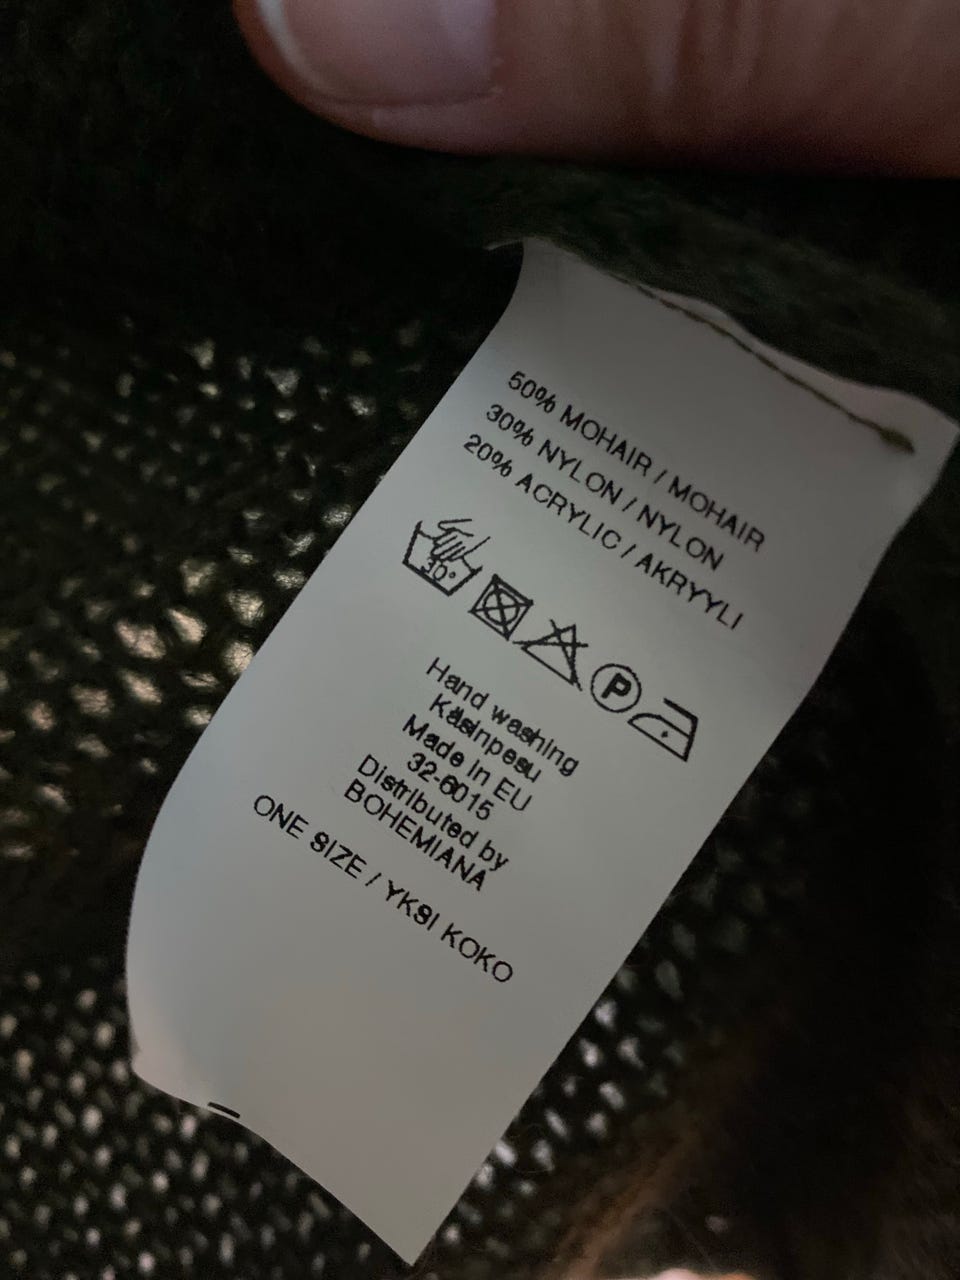 50% MOHAIR / MOHAIR
30% NYLON / NYLON
20% ACRYLIC / AKRYYLI
30°
P
Hand washing
Käsinpesu
Made in EU
32-6015
Distributed by
BOHEMIANA
ONE SIZE / YKSI KOKO